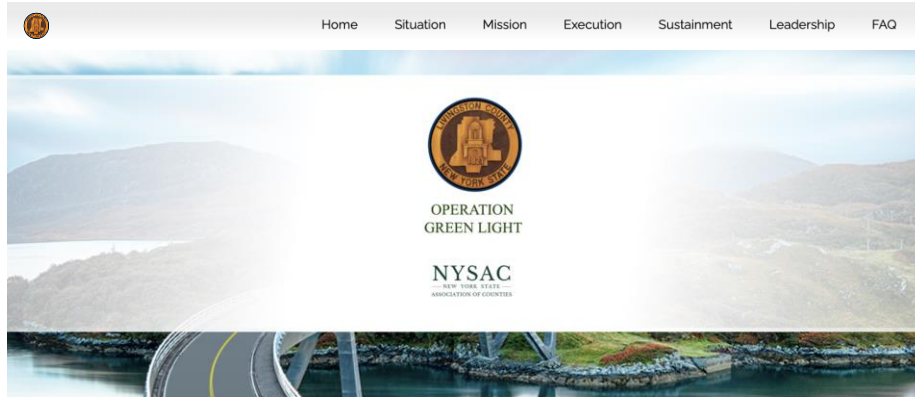 Home Situation Mission Execution Sustainment Leadership FAQ
LIVINGSTON COUNTY
NEW YORK STATE
OPERATION
GREEN LIGHT
NYSAC
NEW YORK STATE
ASSOCIATION OF COUNTIES